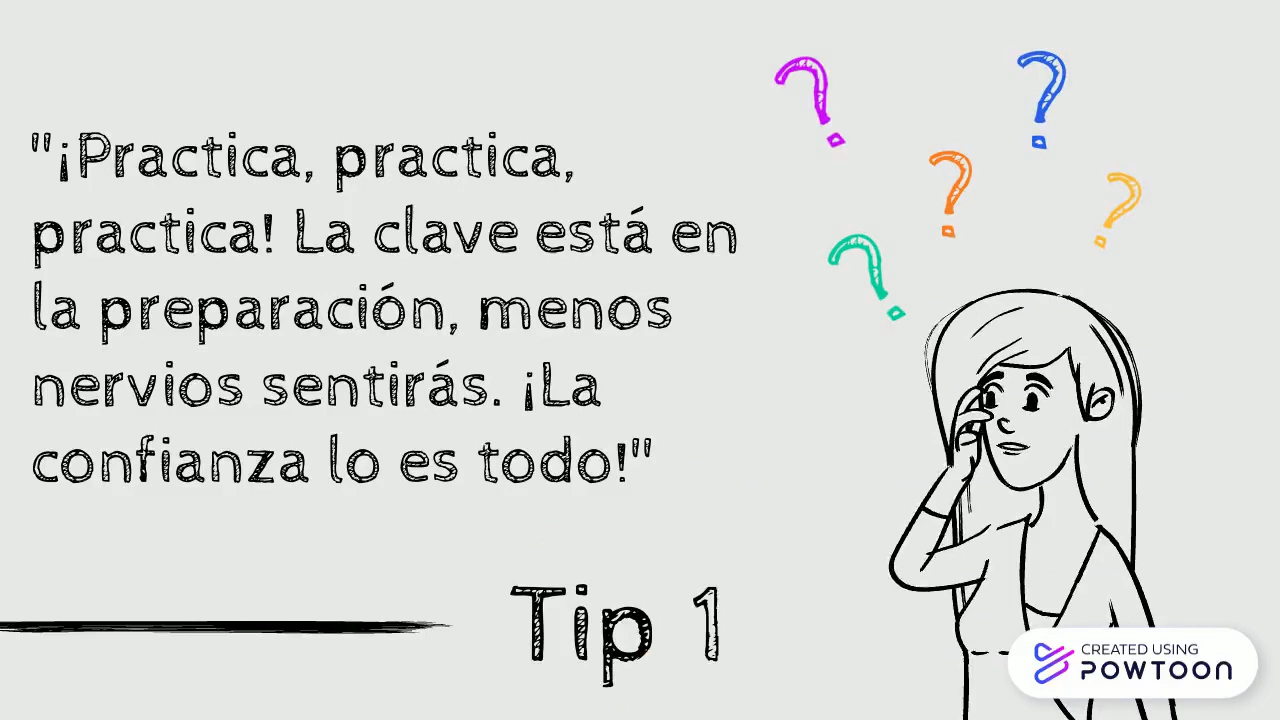 "¡Practica, practica,
practica! La clave está en
la preparación, menos
nervios sentirás. ¡La
confianza lo es todo!"
Tip 1
CREATED USING
POWTOON